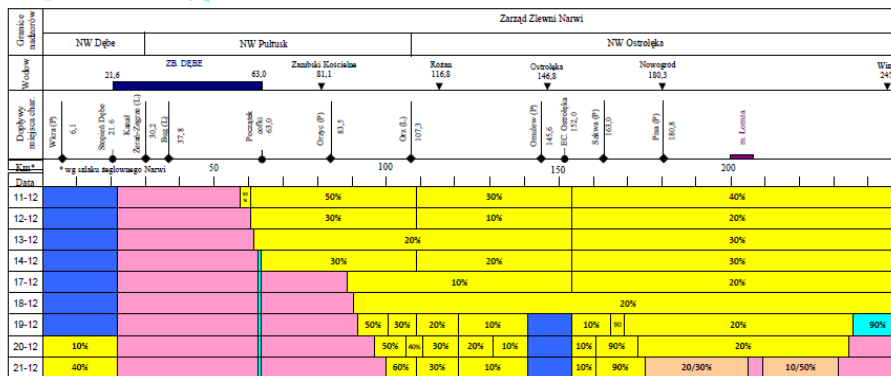 Granice nadzorów
Zarząd Zlewni Narwi
NW Dębe NW Pułtusk NW Ostrołęka
Wodow
ZB. DĘBE
21,6 63,0
Zambski Kościelne 81,1
Rożan 116,8
Ostrołęka 146,8
Nowogród 180,3
Wiz 245
Dopływy miejsca char.
Wkra (P) 6,1
Stopień Dębe 21,6
Kanał Żerań-Zegrze (L) 30,2
Bug (L) 37,8
Początek cofki 63,0
Orzyc (P) 83,5
Orz (L) 107,3
Omulew (P) 145,6
EC. Ostrołęka 152,0
Szkwa (P) 163,0
Pisa (P) 180,8
m. Łomża
Km* * wg szlaku żeglownego Narwi 50 100 150 200
Data
11-12 50% 30% 40%
12-12 30% 10% 20%
13-12 20% 30%
14-12 30% 20% 30%
17-12 10% 20%
18-12 20%
19-12 50% 30% 20% 10% 10% 90 20% 90%
20-12 10% 50% 40% 30% 20% 10% 10% 90% 20%
21-12 40% 60% 30% 10% 10% 90% 20/30% 10/50%